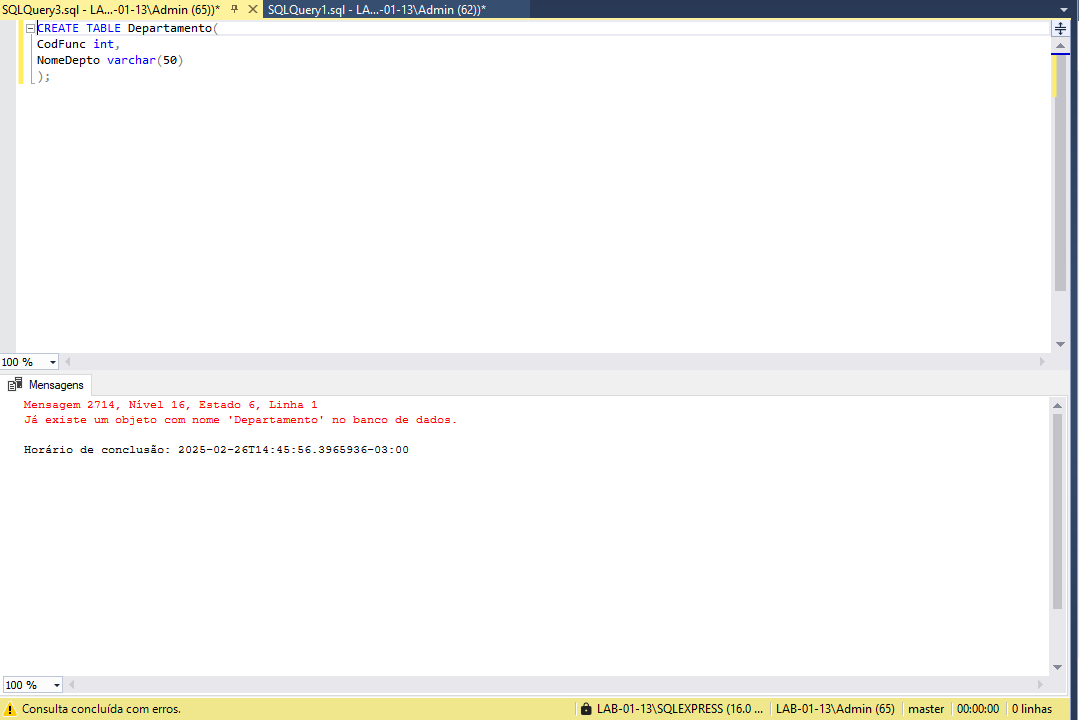 SQLQuery3.sql - LA...-01-13\Admin (65))* SQLQuery1.sql - LA...-01-13\Admin (62))*
CREATE TABLE Departamento(
CodFunc int,
NomeDepto varchar(50)
);
100 %
Mensagens
Mensagem 2714, Nível 16, Estado 6, Linha 1
Já existe um objeto com nome 'Departamento' no banco de dados.
Horário de conclusão: 2025-02-26T14:45:56.3965936-03:00
100 %
Consulta concluída com erros. LAB-01-13\SQLEXPRESS (16.0 ... LAB-01-13\Admin (65) master 00:00:00 0 linhas